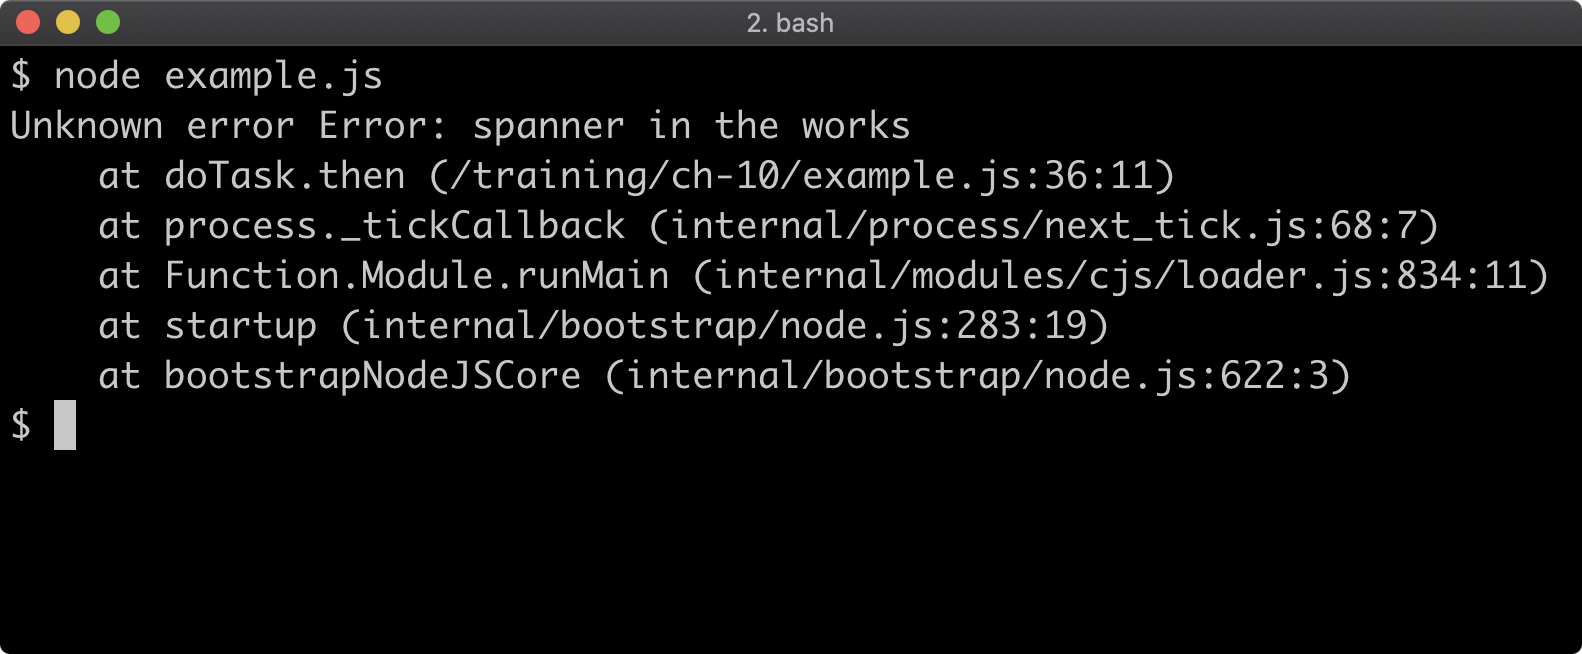 2. bash
$ node example.js
Unknown error Error: spanner in the works
    at doTask.then (/training/ch-10/example.js:36:11)
    at process._tickCallback (internal/process/next_tick.js:68:7)
    at Function.Module.runMain (internal/modules/cjs/loader.js:834:11)
    at startup (internal/bootstrap/node.js:283:19)
    at bootstrapNodeJSCore (internal/bootstrap/node.js:622:3)
$